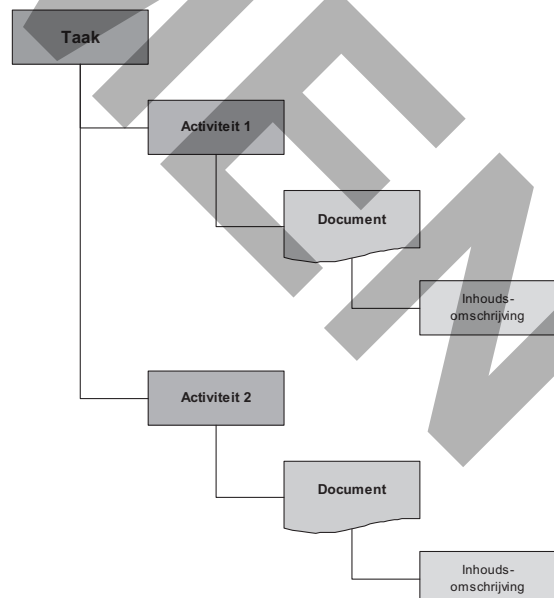 Taak
Activiteit 1
Document
Inhouds-
omschrijving
Activiteit 2
Document
Inhouds-
omschrijving